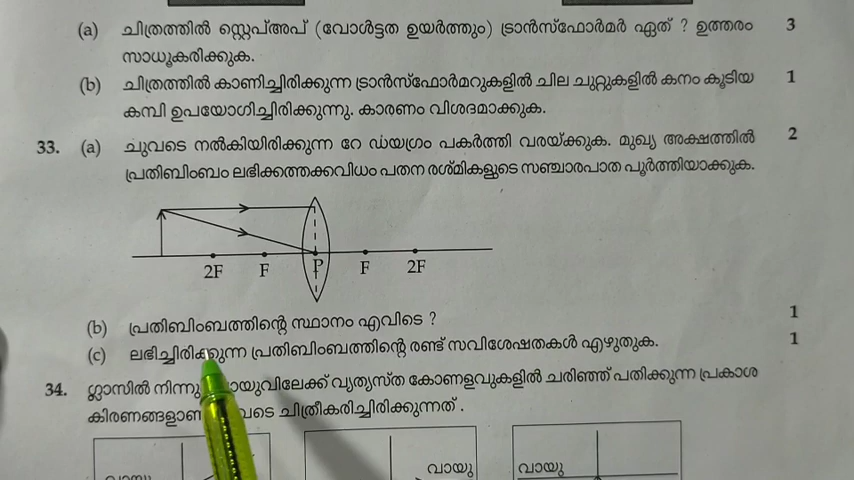 (a) ചിത്രത്തിൽ സ്റ്റെപ്അപ് (വോൾട്ടത ഉയർത്തും) ട്രാൻസ്ഫോർമർ ഏത് ? ഉത്തരം 3
സാധൂകരിക്കുക.
(b) ചിത്രത്തിൽ കാണിച്ചിരിക്കുന്ന ട്രാൻസ്ഫോർമറുകളിൽ ചില ചുറ്റുകളിൽ കനം കൂടിയ 1
കമ്പി ഉപയോഗിച്ചിരിക്കുന്നു. കാരണം വിശദമാക്കുക.
33. (a) ചുവടെ നൽകിയിരിക്കുന്ന റേ ഡയഗ്രം പകർത്തി വരയ്ക്കുക. മുഖ്യ അക്ഷത്തിൽ 2
പ്രതിബിംബം ലഭിക്കത്തക്കവിധം പതന രശ്മികളുടെ സഞ്ചാരപാത പൂർത്തിയാക്കുക.
2F F P F 2F
(b) പ്രതിബിംബത്തിന്റെ സ്ഥാനം എവിടെ ? 1
(c) ലഭിച്ചിരിക്കുന്ന പ്രതിബിംബത്തിന്റെ രണ്ട് സവിശേഷതകൾ എഴുതുക. 1
34. ഗ്ലാസിൽ നിന്നു വ്യത്യസ്ത കോണളവുകളിൽ ചരിഞ്ഞ് പതിക്കുന്ന പ്രകാശ
ചിത്രീകരിച്ചിരിക്കുന്നത് .
വായു വായു വായു